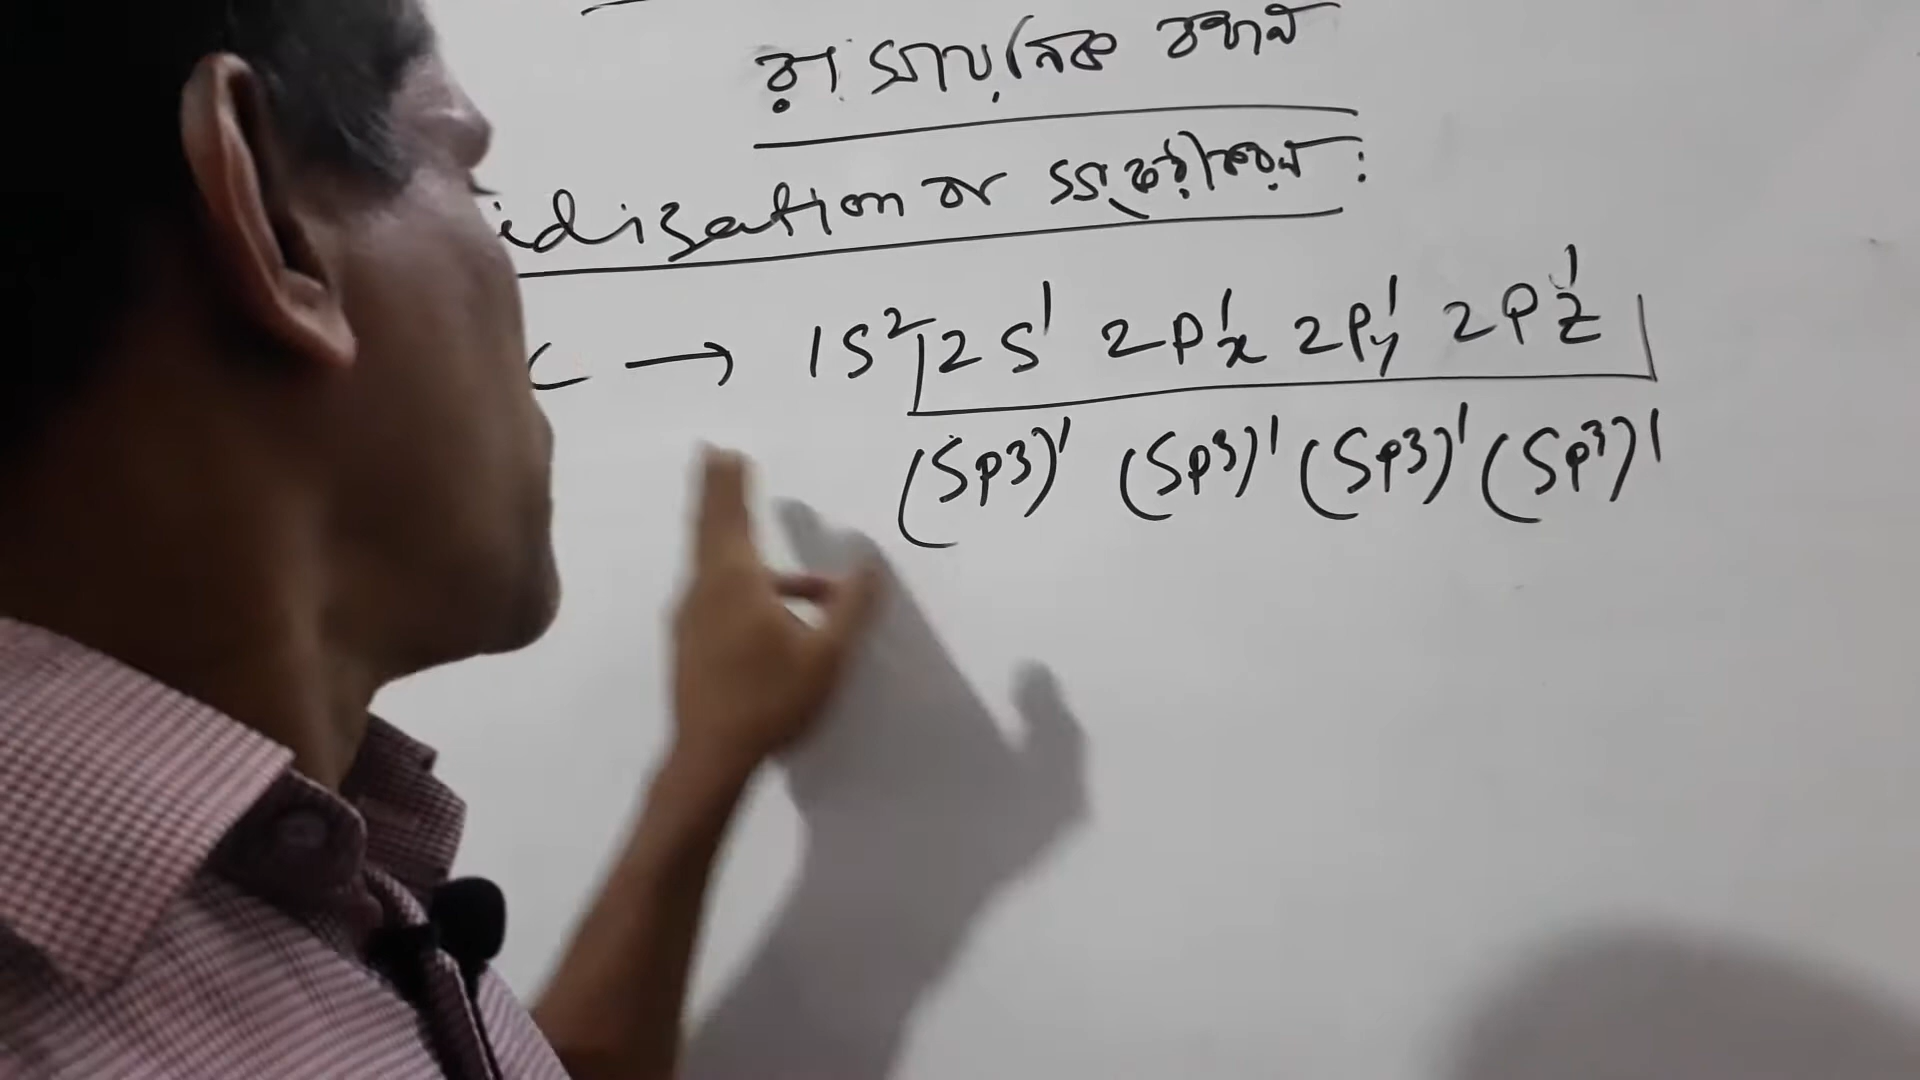 রাসায়নিক বন্ধন
idization or সংকরীকরণ :
C → 1S² 2S¹ 2P¹x 2P¹y 2P¹z
(SP3)¹ (SP³)¹ (SP3)¹ (SP³)¹